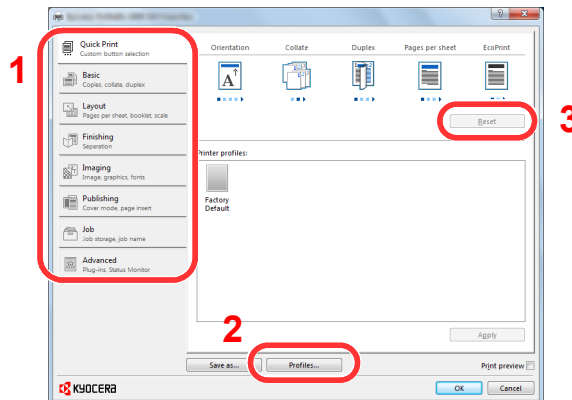 1
Quick Print
Custom button selection
Basic
Copies, collate, duplex
Layout
Pages per sheet, booklet, scale
Finishing
Separation
Imaging
Image, graphics, fonts
Publishing
Cover mode, page insert
Job
Job storage, job name
Advanced
Plug-ins, Status Monitor
Orientation Collate Duplex Pages per sheet EcoPrint
A
Reset
3
Printer profiles:
Factory
Default
2
Apply
Save as... Profiles... Print preview
KYOCERA
OK Cancel